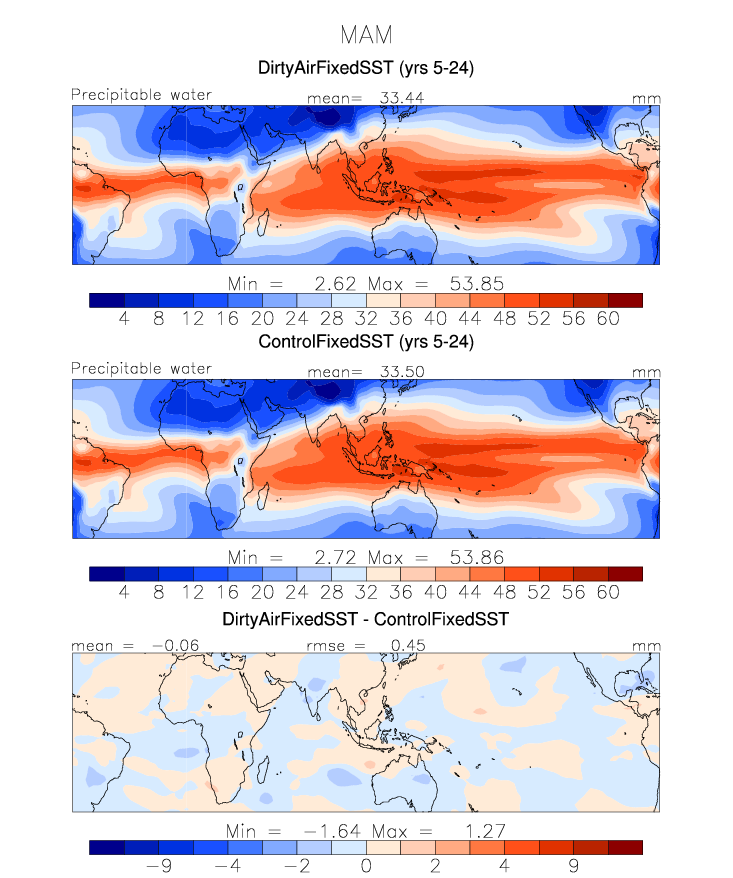 MAM
DirtyAirFixedSST (yrs 5-24)
Precipitable water mean= 33.44 mm
Min = 2.62 Max = 53.85
4 8 12 16 20 24 28 32 36 40 44 48 52 56 60
ControlFixedSST (yrs 5-24)
Precipitable water mean= 33.50 mm
Min = 2.72 Max = 53.86
4 8 12 16 20 24 28 32 36 40 44 48 52 56 60
DirtyAirFixedSST - ControlFixedSST
mean = -0.06 rmse = 0.45 mm
Min = -1.64 Max = 1.27
-9 -4 -2 0 2 4 9